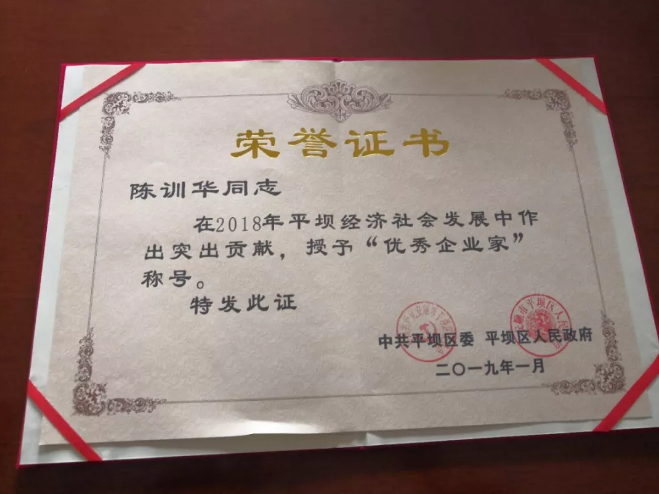 荣誉证书
陈训华同志
在2018年平坝经济社会发展中作
出突出贡献，授予“优秀企业家”
称号。
特发此证
中共平坝区委 平坝区人民政府
二〇一九年一月